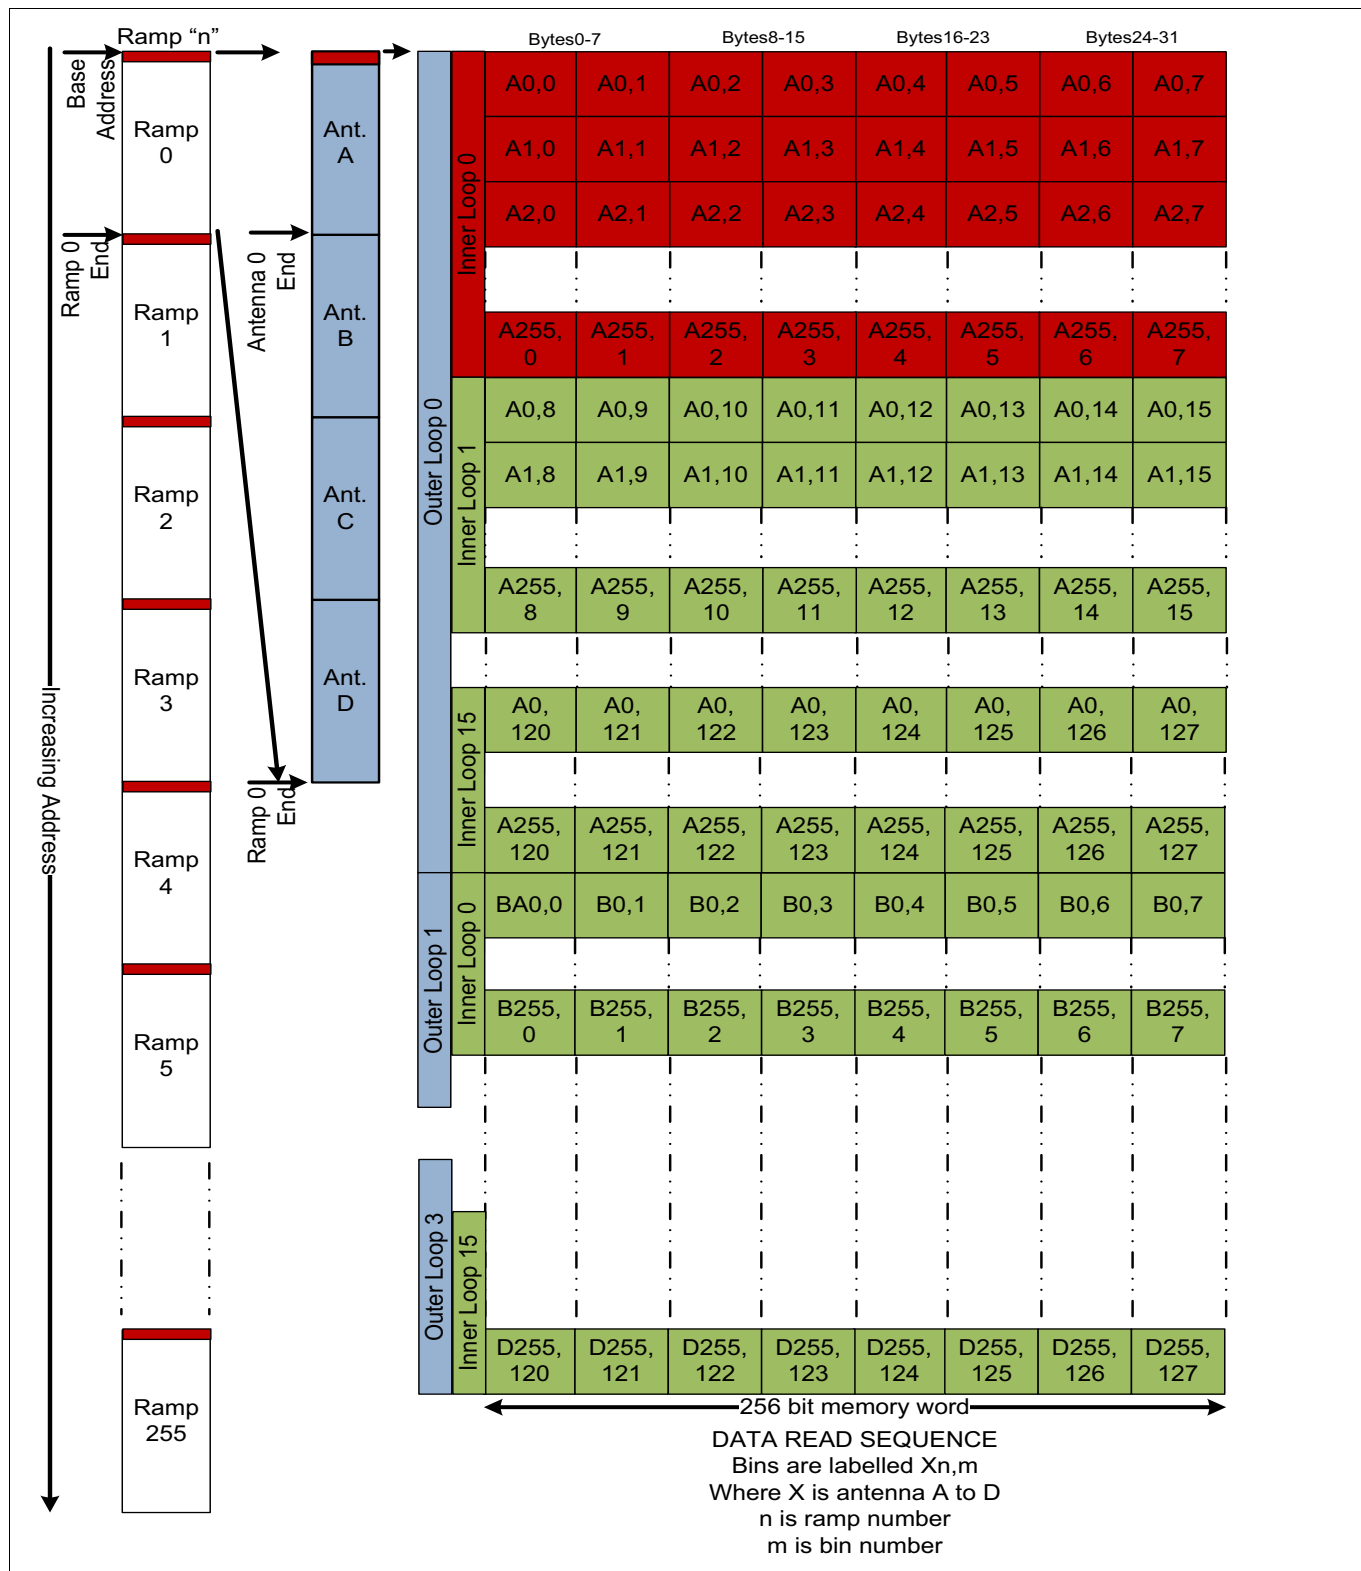 Ramp “n”
Base
Address
Ramp
0
Ramp 0
End
Ramp
1
Ramp
2
Ramp
3
Ramp
4
Ramp
5
Ramp
255
Increasing Address
Antenna 0
End
Ramp 0
End
Ant.
A
Ant.
B
Ant.
C
Ant.
D
Outer Loop 0
Outer Loop 1
Outer Loop 3
Inner Loop 0
Inner Loop 1
Inner Loop 15
Inner Loop 0
Inner Loop 15
Bytes0-7 Bytes8-15 Bytes16-23 Bytes24-31
A0,0 A0,1 A0,2 A0,3 A0,4 A0,5 A0,6 A0,7
A1,0 A1,1 A1,2 A1,3 A1,4 A1,5 A1,6 A1,7
A2,0 A2,1 A2,2 A2,3 A2,4 A2,5 A2,6 A2,7
A255, A255, A255, A255, A255, A255, A255, A255,
0 1 2 3 4 5 6 7
A0,8 A0,9 A0,10 A0,11 A0,12 A0,13 A0,14 A0,15
A1,8 A1,9 A1,10 A1,11 A1,12 A1,13 A1,14 A1,15
A255, A255, A255, A255, A255, A255, A255, A255,
8 9 10 11 12 13 14 15
A0, A0, A0, A0, A0, A0, A0, A0,
120 121 122 123 124 125 126 127
A255, A255, A255, A255, A255, A255, A255, A255,
120 121 122 123 124 125 126 127
BA0,0 B0,1 B0,2 B0,3 B0,4 B0,5 B0,6 B0,7
B255, B255, B255, B255, B255, B255, B255, B255,
0 1 2 3 4 5 6 7
D255, D255, D255, D255, D255, D255, D255, D255,
120 121 122 123 124 125 126 127
256 bit memory word
DATA READ SEQUENCE
Bins are labelled Xn,m
Where X is antenna A to D
n is ramp number
m is bin number